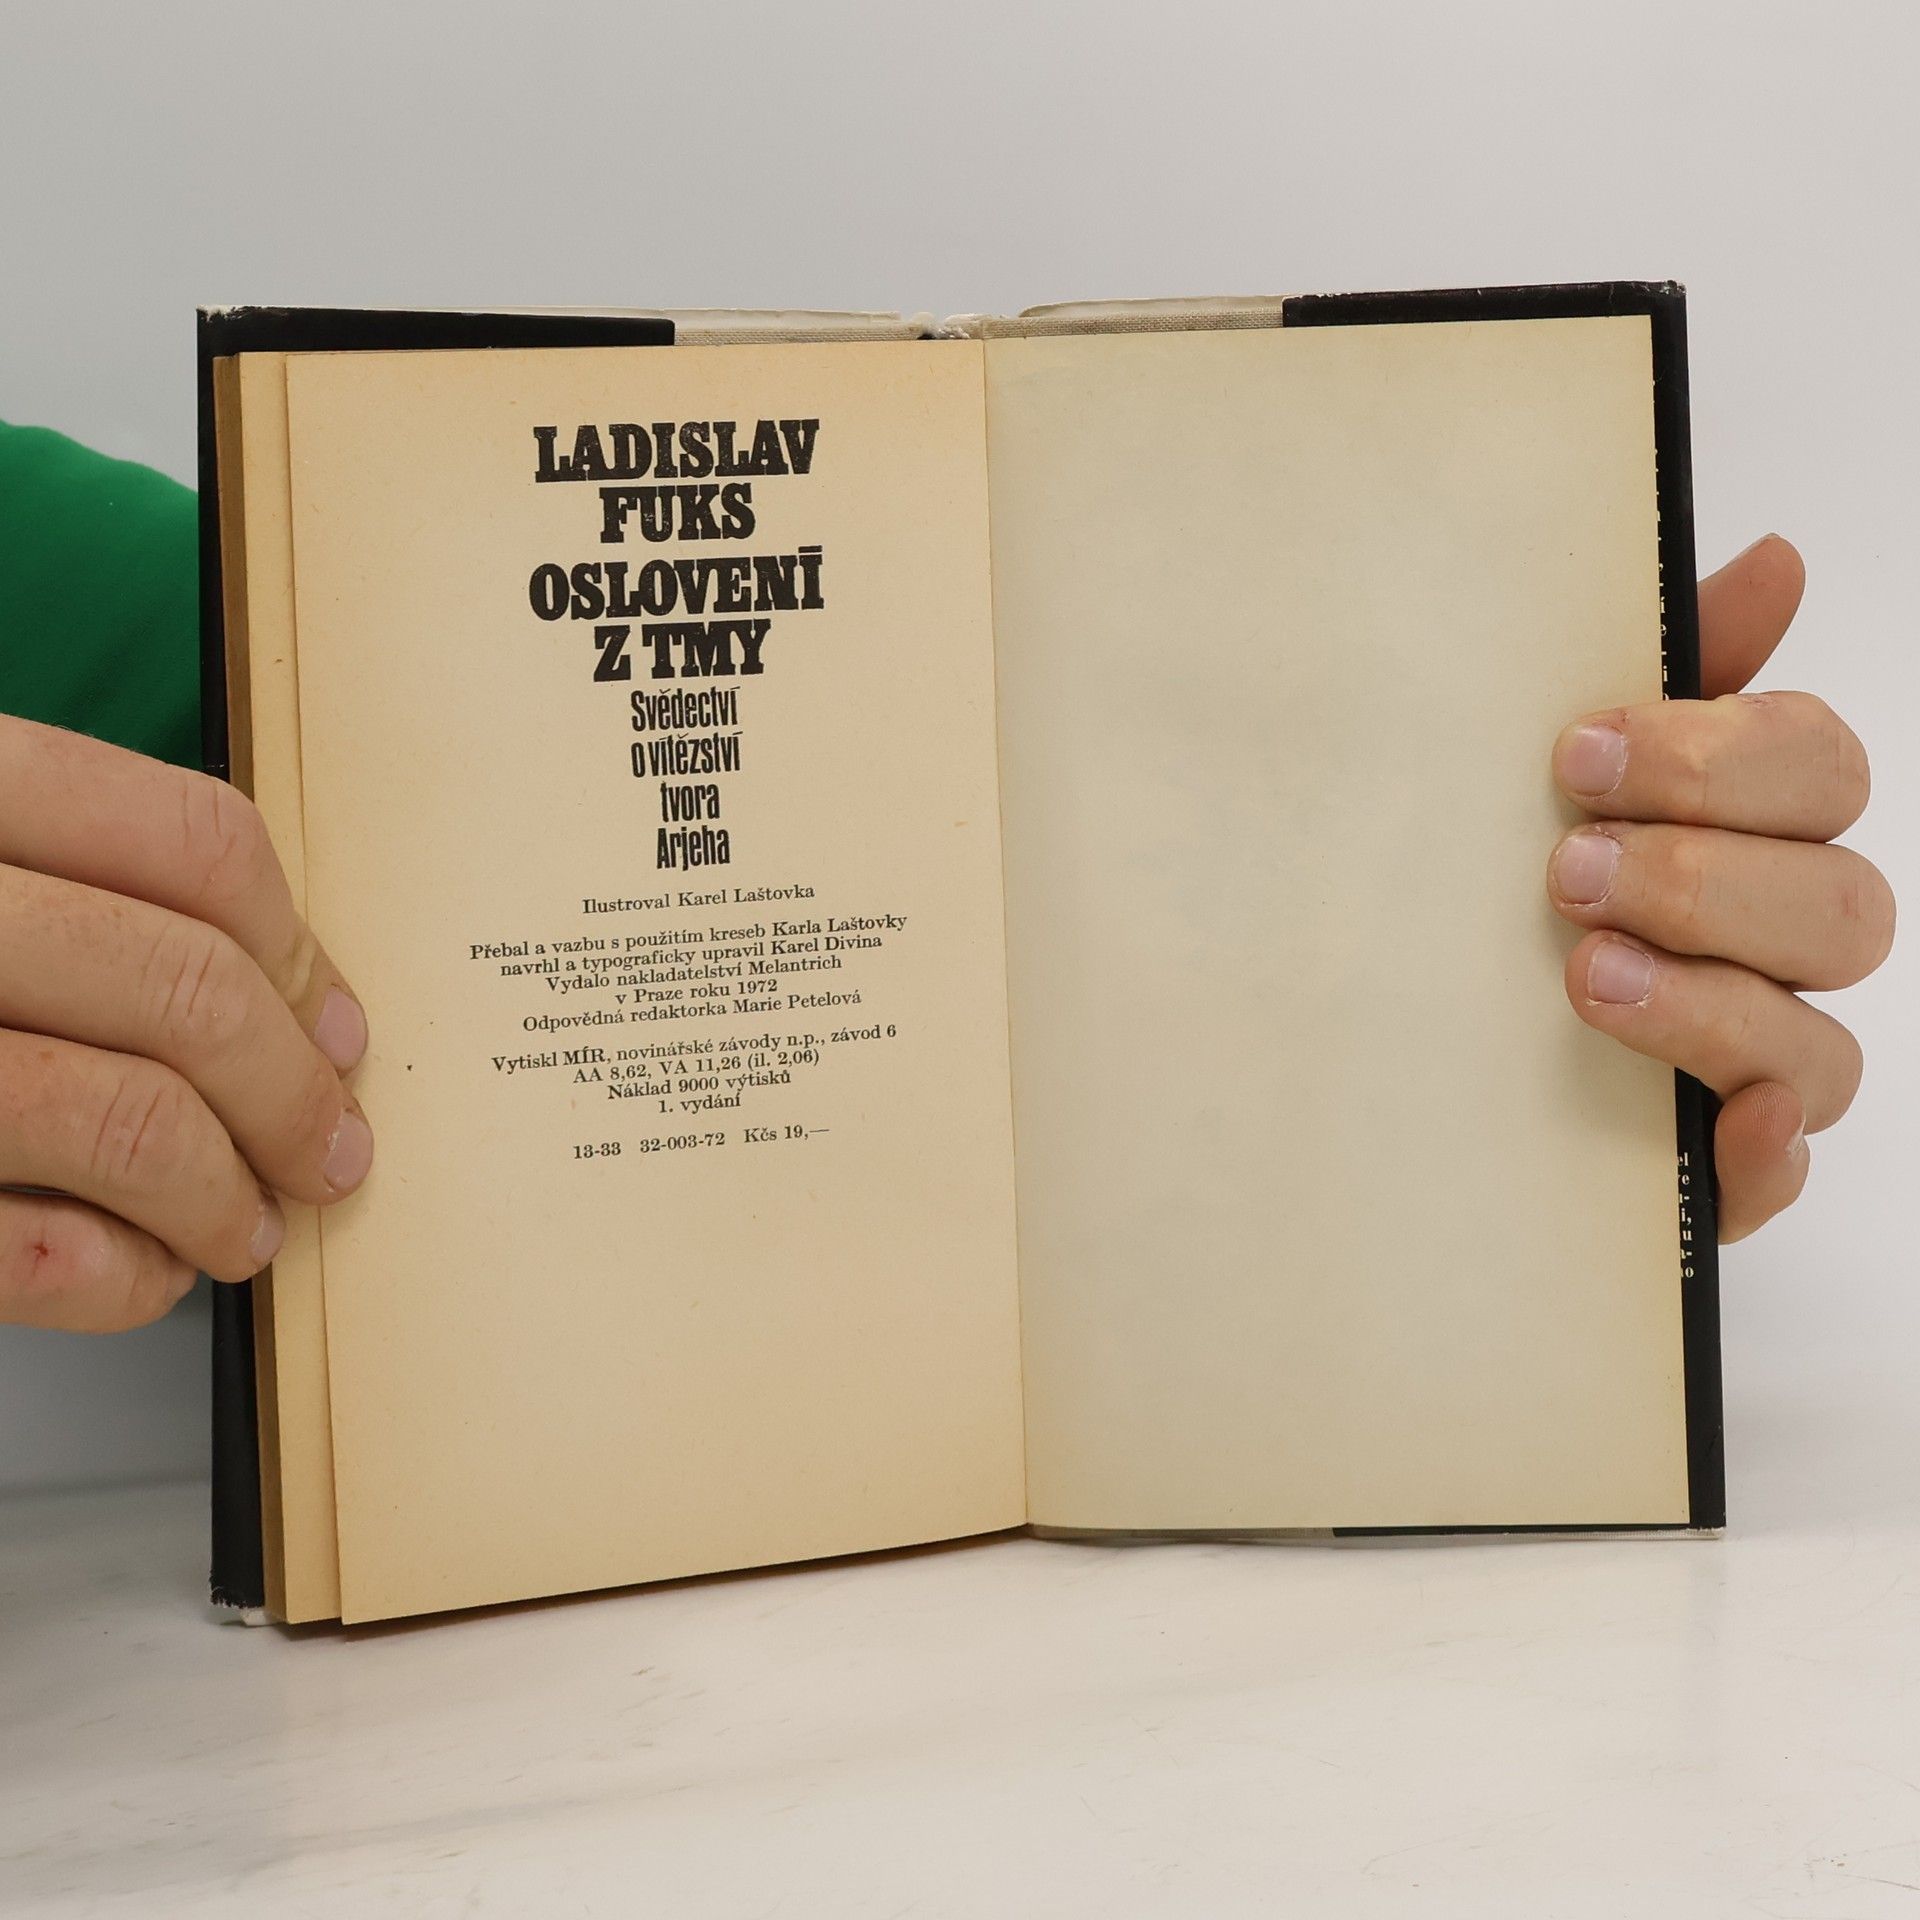 LADISLAV
FUKS
OSLOVENÍ
Z TMY
Svědectví
o vítězství
tvora
Arjeha
Ilustroval Karel Laštovka
Přebal a vazbu s použitím kreseb Karla Laštovky
navrhl a typograficky upravil Karel Divina
Vydalo nakladatelství Melantrich
v Praze roku 1972
Odpovědná redaktorka Marie Petelová
Vytiskl MÍR, novinářské závody n.p., závod 6
AA 8,62, VA 11,26 (il. 2,06)
Náklad 9000 výtisků
1. vydání
13-33 32-003-72 Kčs 19,—